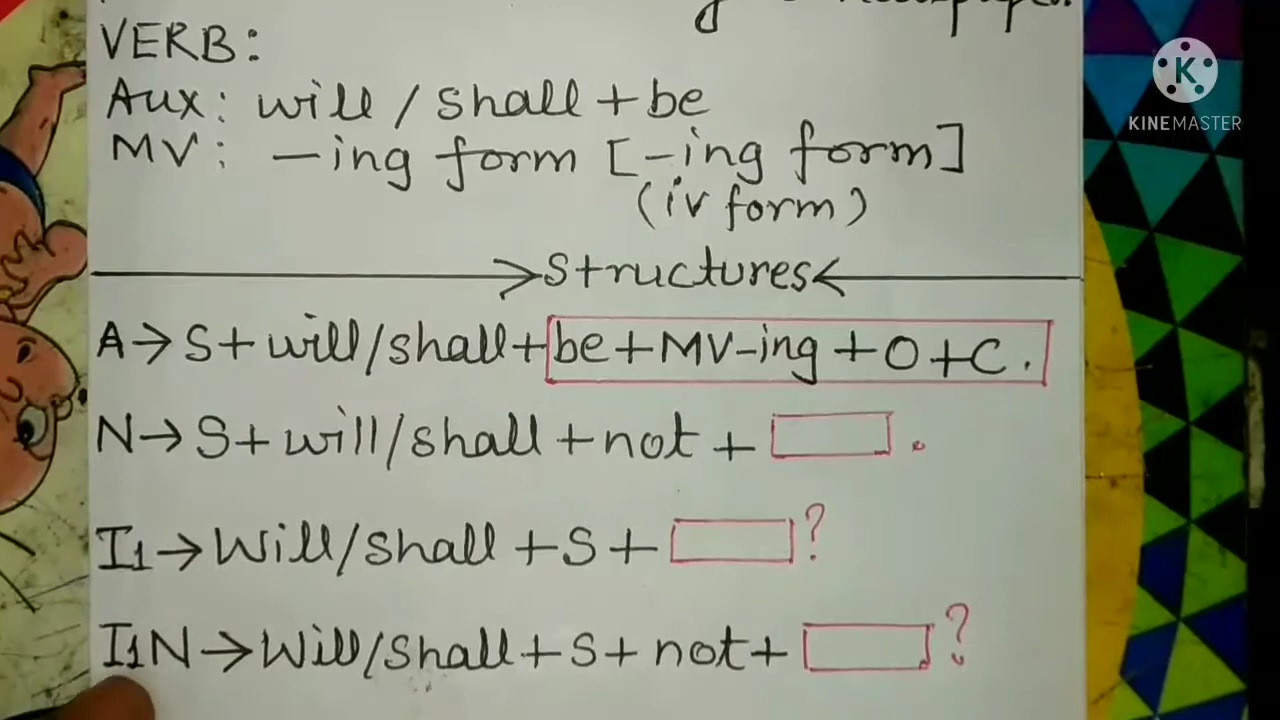 VERB:
Aux: will / shall + be
MV: -ing form [-ing form]
(iv form)
Structures
A→ S+ will/shall+ be+MV-ing +O+C.
N→ S+ will/shall +not + .
I1→ Will/shall +S+ ?
I1N→ Will/Shall+S+ not+ ?
K
KINEMASTER